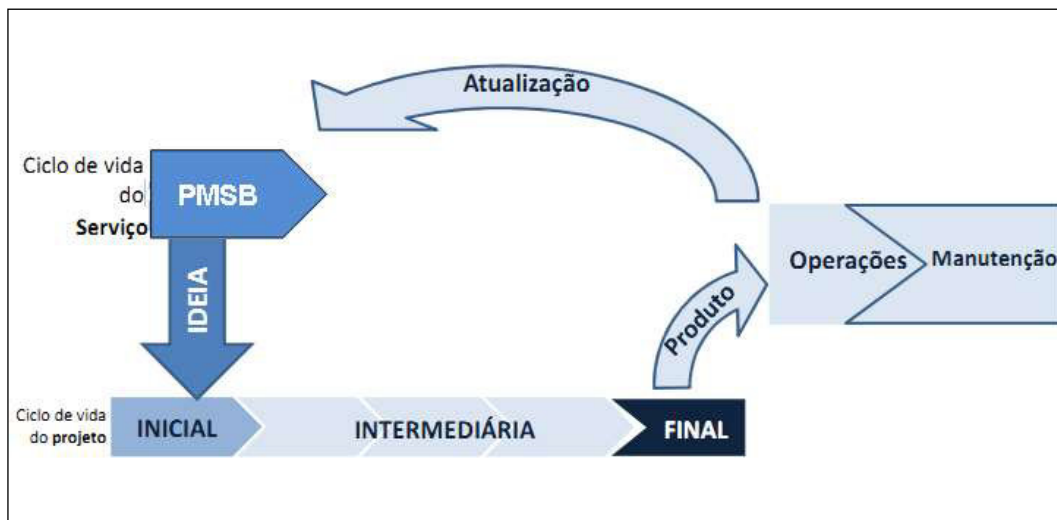 Atualização
Ciclo de vida
do
Serviço
PMSB
IDEIA
Operações
Manutenção
Produto
Ciclo de vida
do projeto
INICIAL
INTERMEDIÁRIA
FINAL